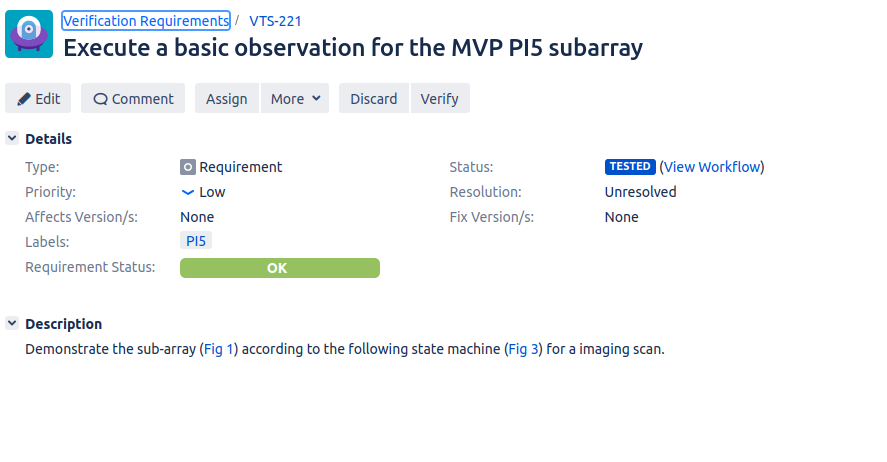 Verification Requirements / VTS-221
Execute a basic observation for the MVP PI5 subarray
Edit Comment Assign More Discard Verify
Details
Type: Requirement Status: TESTED (View Workflow)
Priority: Low Resolution: Unresolved
Affects Version/s: None Fix Version/s: None
Labels: PI5
Requirement Status: OK
Description
Demonstrate the sub-array (Fig 1) according to the following state machine (Fig 3) for a imaging scan.